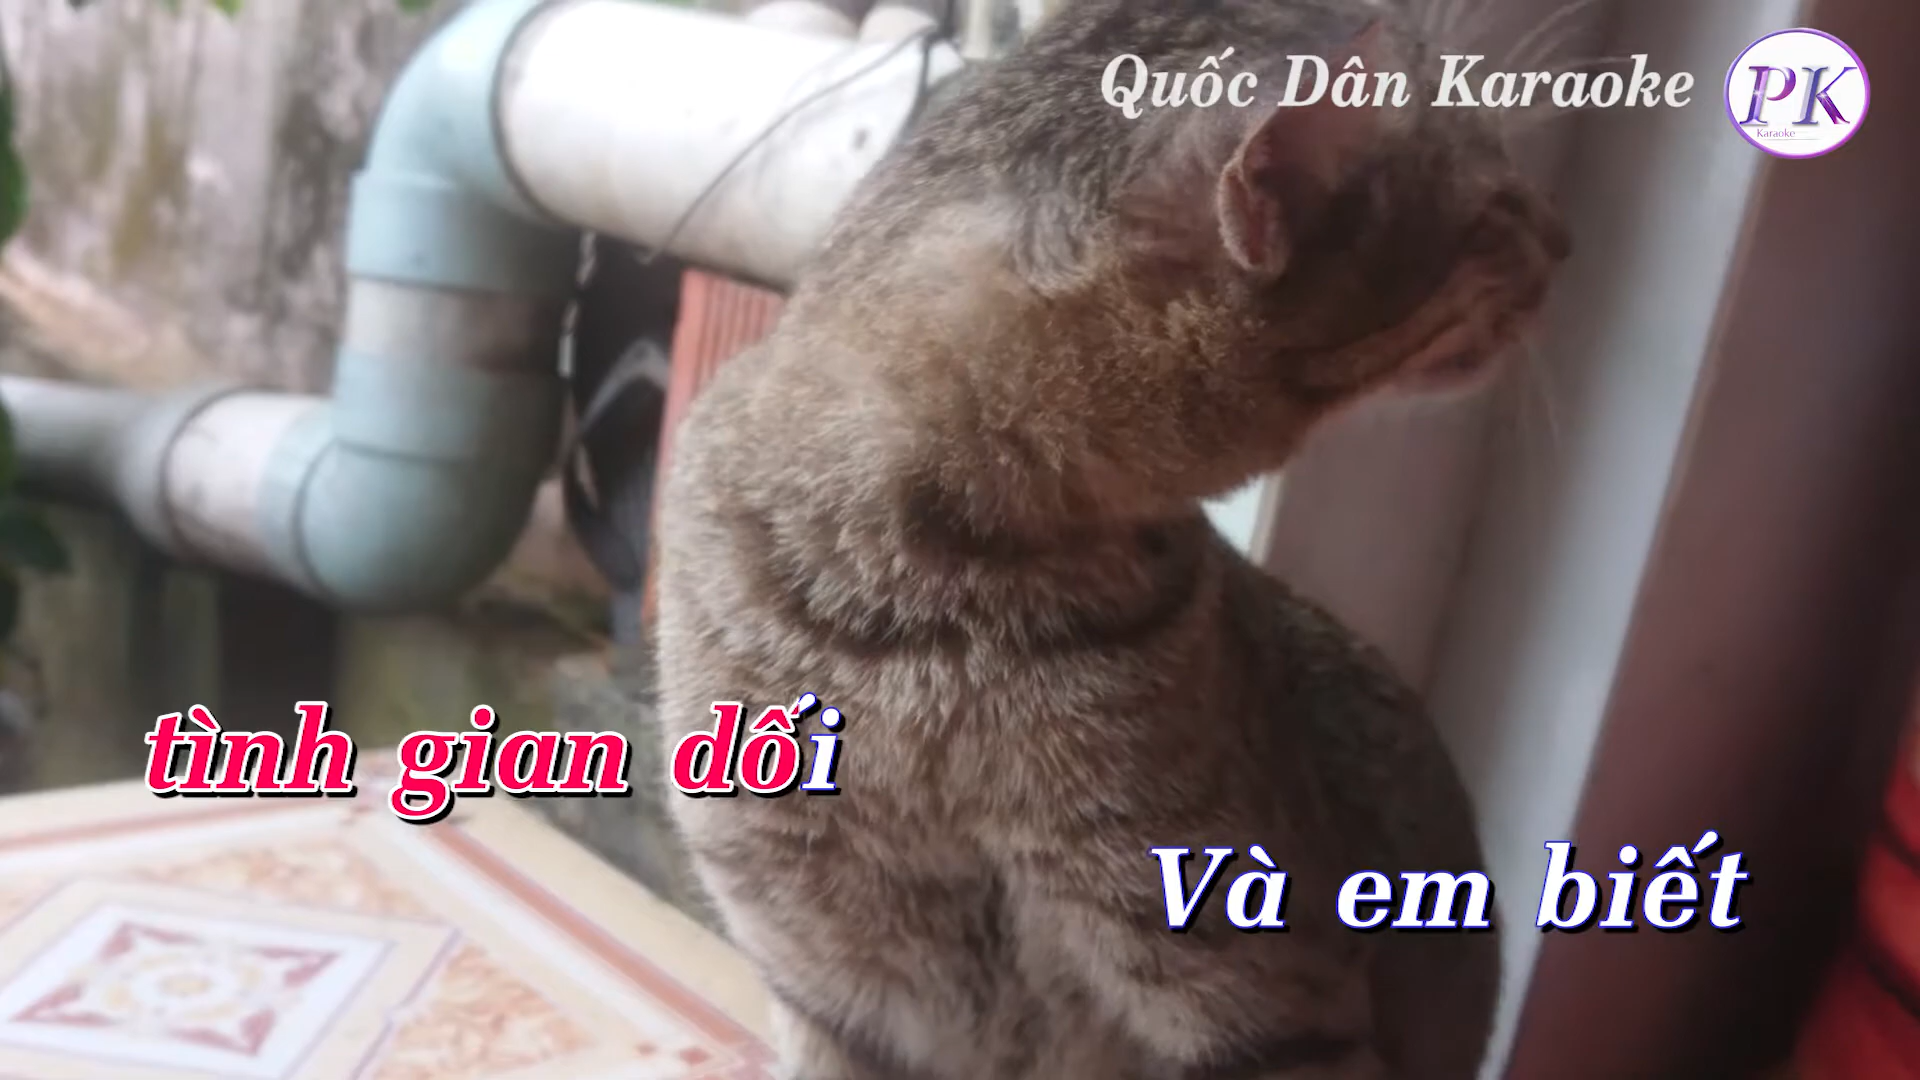 Quốc Dân Karaoke
PK
Karaoke
tình gian dối
Và em biết